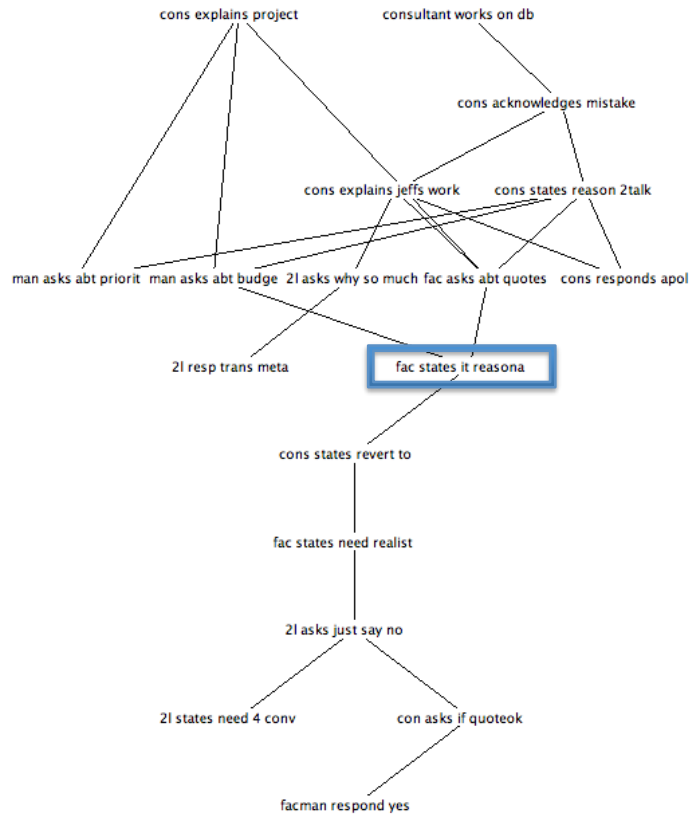 cons explains project
consultant works on db
cons acknowledges mistake
cons explains jeffs work
cons states reason 2talk
man asks abt priorit
man asks abt budge
2l asks why so much
fac asks abt quotes
cons responds apol
2l resp trans meta
fac states it reasona
cons states revert to
fac states need realist
2l asks just say no
2l states need 4 conv
con asks if quoteok
facman respond yes